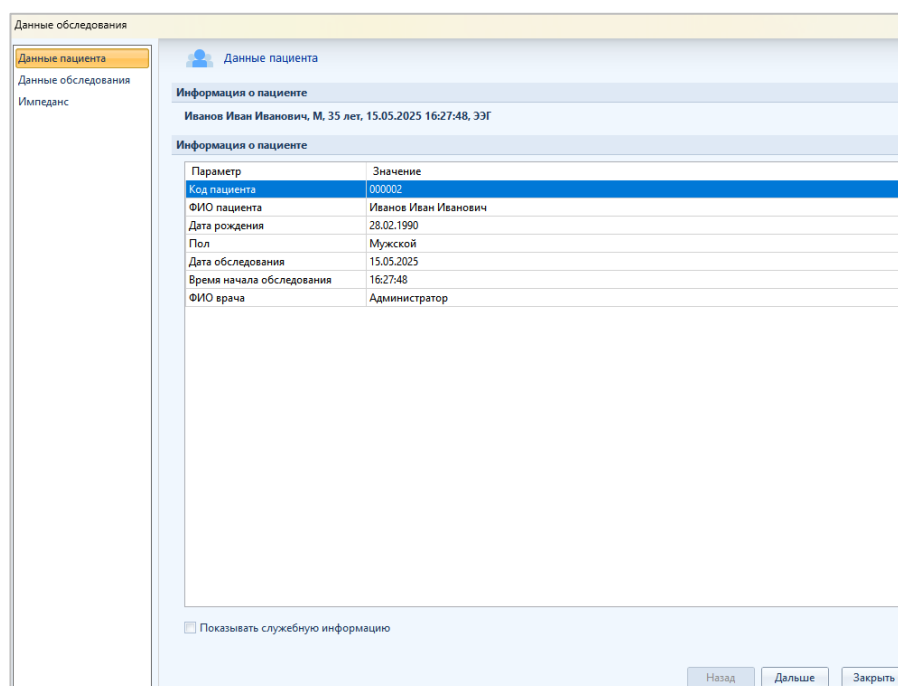 Данные обследования
Данные пациента
Данные обследования
Импеданс
Данные пациента
Информация о пациенте
Иванов Иван Иванович, М, 35 лет, 15.05.2025 16:27:48, ЭЭГ
Информация о пациенте
Параметр Значение
Код пациента 000002
ФИО пациента Иванов Иван Иванович
Дата рождения 28.02.1990
Пол Мужской
Дата обследования 15.05.2025
Время начала обследования 16:27:48
ФИО врача Администратор
Показывать служебную информацию
Назад Дальше Закрыть